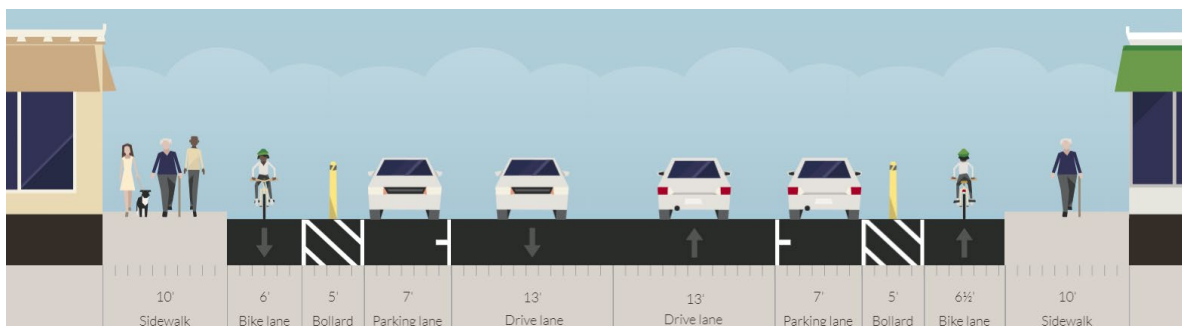 10' 6' 5' 7' 13' 13' 7' 5' 6½' 10'
Sidewalk Bike lane Bollard Parking lane Drive lane Drive lane Parking lane Bollard Bike lane Sidewalk